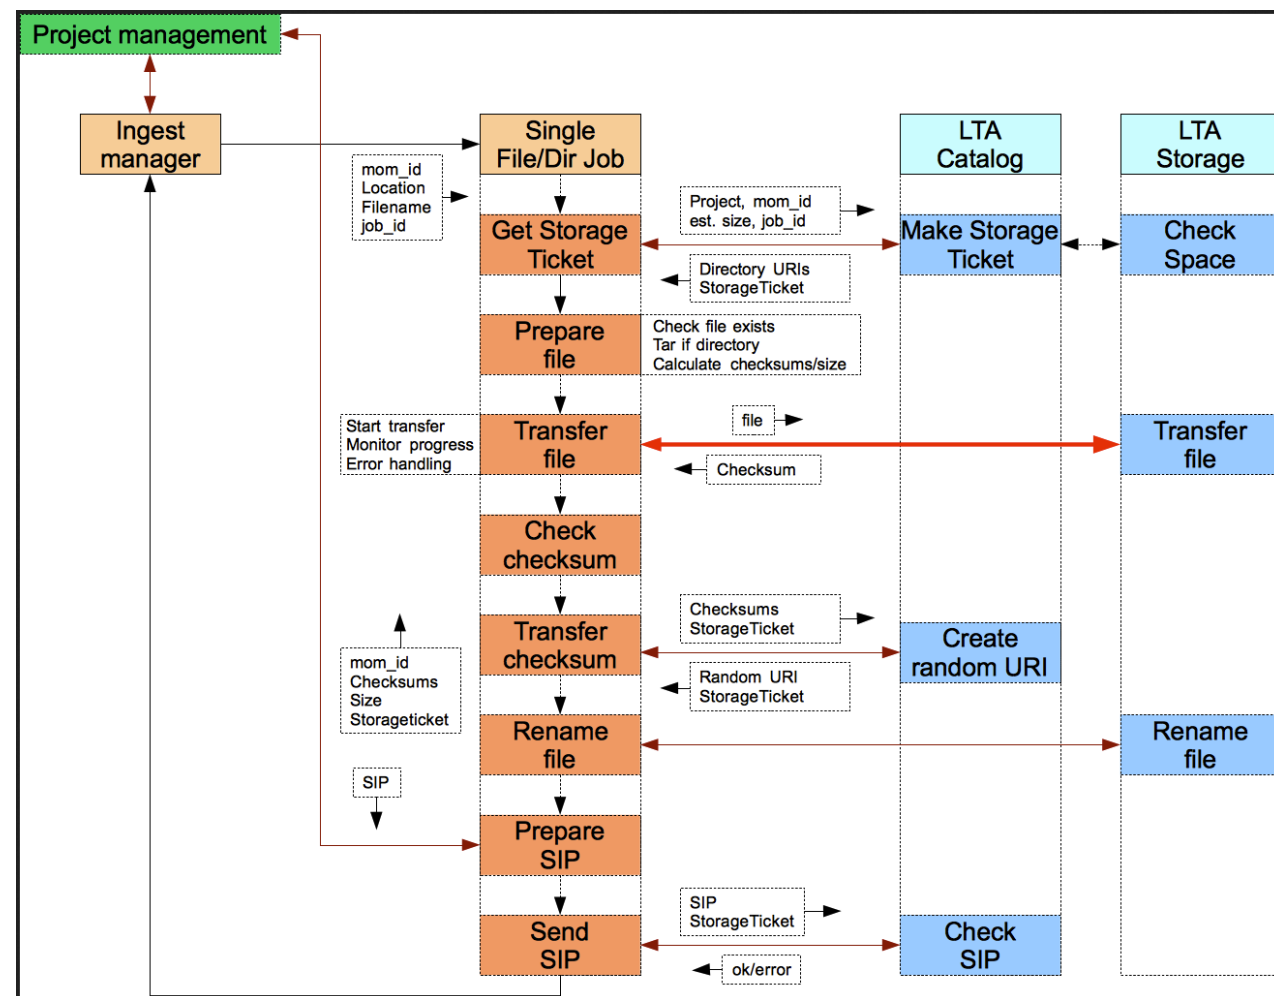 Project management
Ingest
manager
Single
File/Dir Job
LTA
Catalog
LTA
Storage
mom_id
Location
Filename
job_id
Project, mom_id
est. size, job_id
Get Storage
Ticket
Make Storage
Ticket
Check
Space
Directory URIs
StorageTicket
Prepare
file
Check file exists
Tar if directory
Calculate checksums/size
Start transfer
Monitor progress
Error handling
Transfer
file
file
Checksum
Transfer
file
Check
checksum
Checksums
StorageTicket
Transfer
checksum
Create
random URI
mom_id
Checksums
Size
Storageticket
Random URI
StorageTicket
Rename
file
Rename
file
SIP
Prepare
SIP
SIP
StorageTicket
Send
SIP
Check
SIP
ok/error